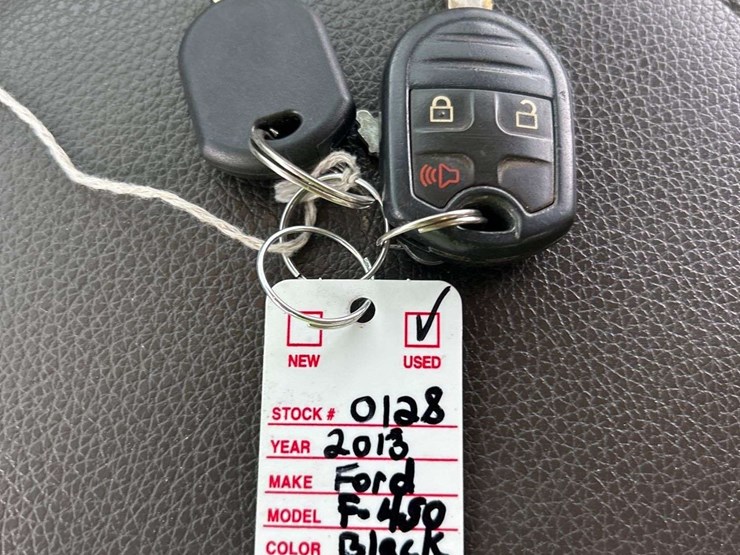 NEW USED
STOCK # 0128
YEAR 2013
MAKE Ford
MODEL F-450
COLOR Black